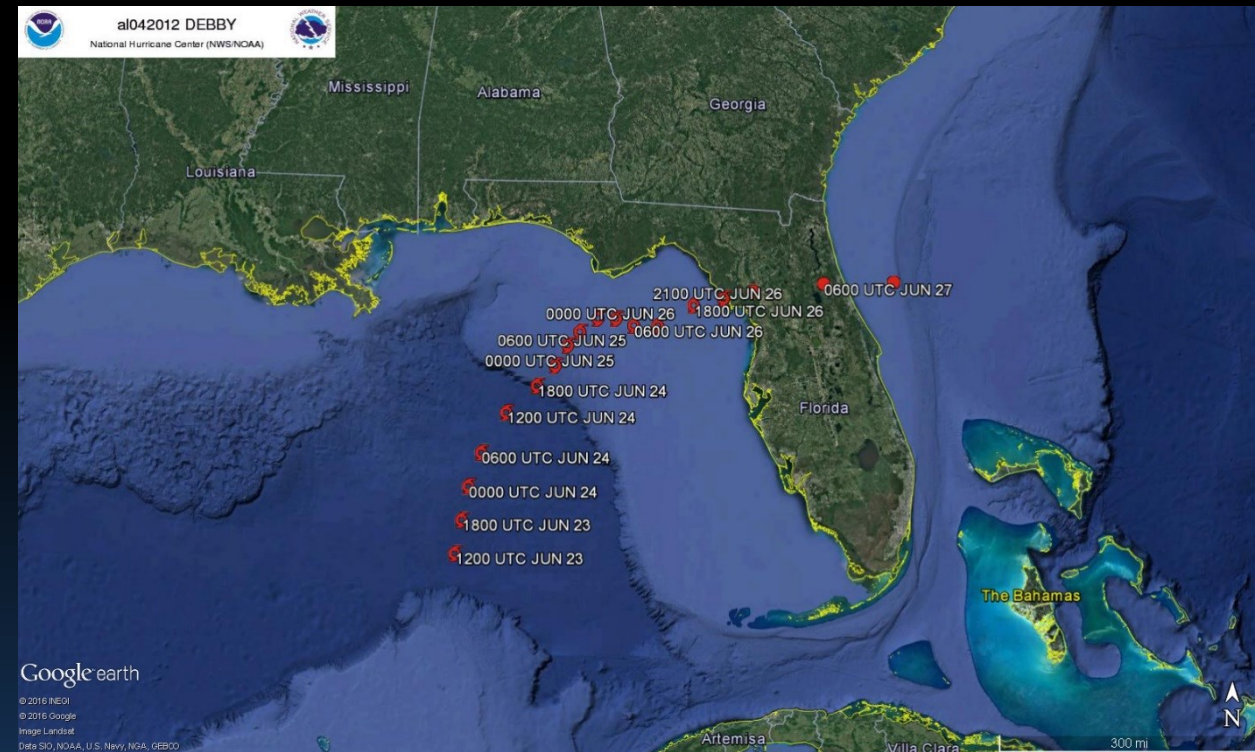 al042012 DEBBY
National Hurricane Center (NWS/NOAA)
Mississippi
Alabama
Georgia
Louisiana
2100 UTC JUN 26
0600 UTC JUN 27
0000 UTC JUN 26
1800 UTC JUN 26
0600 UTC JUN 26
0600 UTC JUN 25
0000 UTC JUN 25
1800 UTC JUN 24
Florida
1200 UTC JUN 24
0600 UTC JUN 24
0000 UTC JUN 24
1800 UTC JUN 23
1200 UTC JUN 23
The Bahamas
Google earth
© 2016 INEGI
© 2016 Google
Image Landsat
Data SIO, NOAA, U.S. Navy, NGA, GEBCO
Artemisa
Villa Clara
300 mi
N